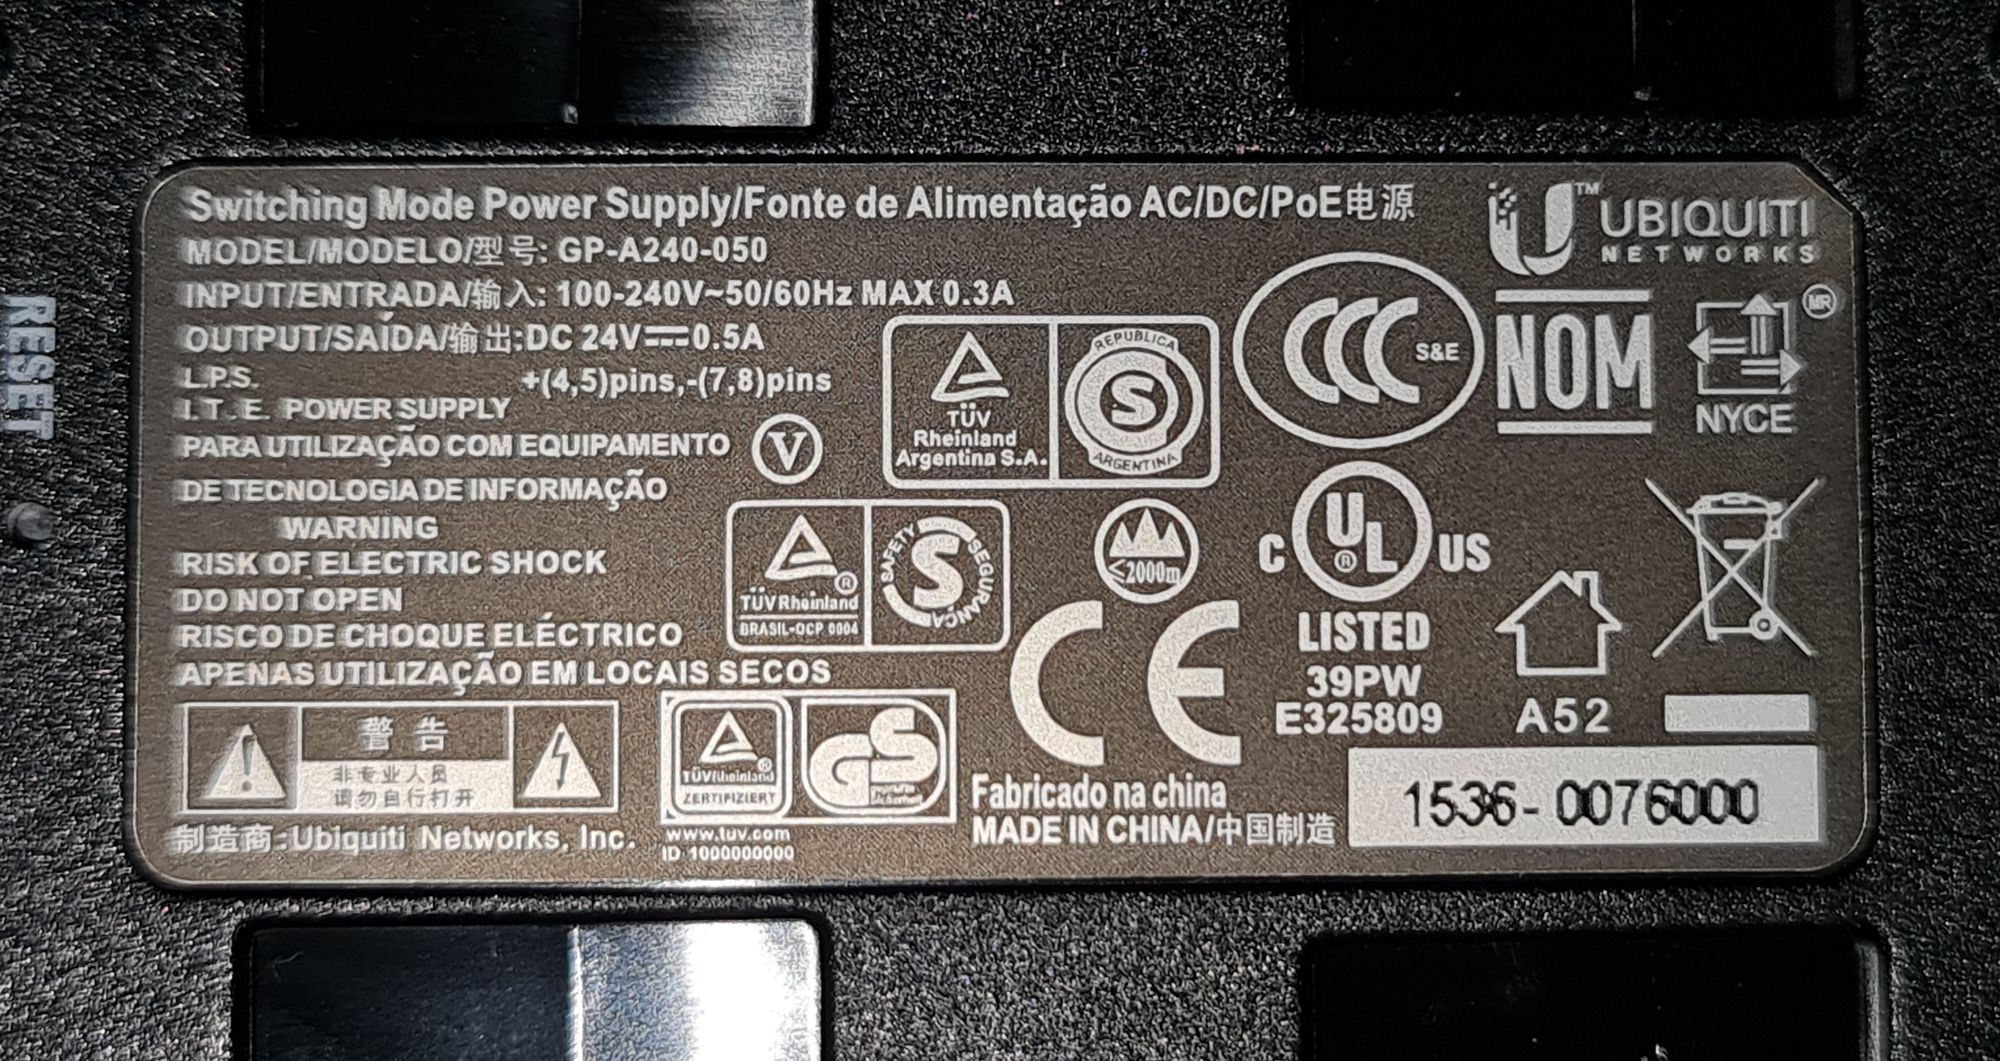 Switching Mode Power Supply/Fonte de Alimentação AC/DC/PoE电源
UBIQUITI™
NETWORKS
MODEL/MODELO/型号: GP-A240-050
INPUT/ENTRADA/输入: 100-240V~50/60Hz MAX 0.3A
OUTPUT/SAÍDA/输出:DC 24V⎓0.5A
L.P.S. +(4,5)pins,-(7,8)pins
I.T.E. POWER SUPPLY
PARA UTILIZAÇÃO COM EQUIPAMENTO
DE TECNOLOGIA DE INFORMAÇÃO
WARNING
RISK OF ELECTRIC SHOCK
DO NOT OPEN
RISCO DE CHOQUE ELÉCTRICO
APENAS UTILIZAÇÃO EM LOCAIS SECOS
V
TÜV
Rheinland
Argentina S.A.
REPUBLICA
S
ARGENTINA
CCC
S&E
NOM
MR
NYCE
TÜV Rheinland ®
BRASIL-OCP 0004
SAFETY
S
SEGURANÇA
≤2000m
C UL® US
LISTED
39PW
E325809
A52
CE
警告
非专业人员
请勿自行打开
TÜV Rheinland ®
ZERTIFIZIERT
GS
geprüfte
Sicherheit
www.tuv.com
ID 1000000000
制造商:Ubiquiti Networks, Inc.
Fabricado na china
MADE IN CHINA/中国制造
1536-0076000
RESET